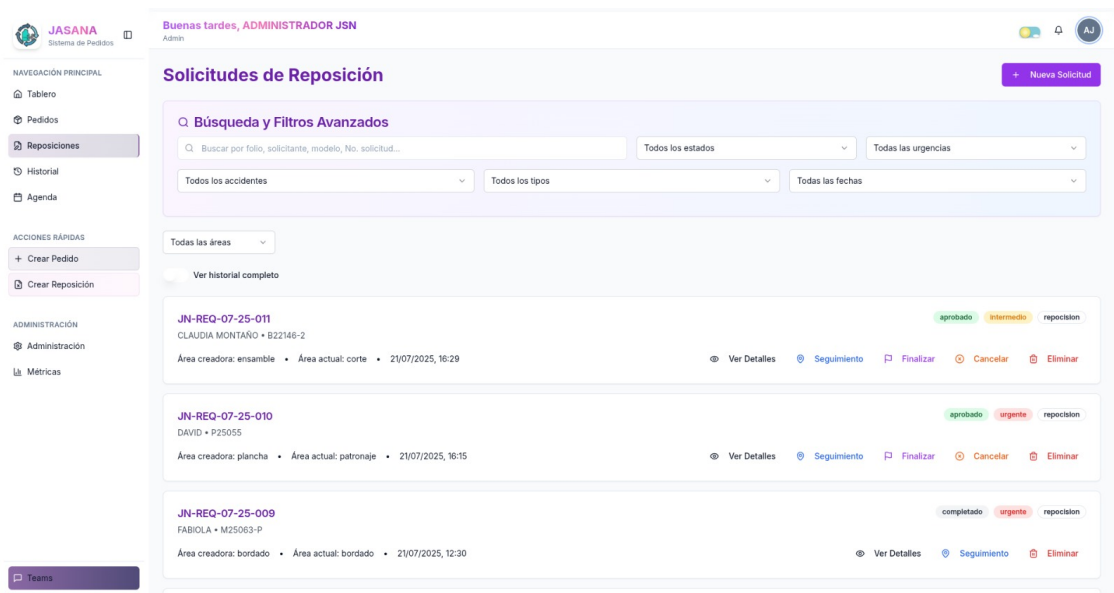 JASANA
Sistema de Pedidos
Buenas tardes, ADMINISTRADOR JSN
Admin
AJ
NAVEGACIÓN PRINCIPAL
Tablero
Pedidos
Reposiciones
Historial
Agenda
ACCIONES RÁPIDAS
Crear Pedido
Crear Reposición
ADMINISTRACIÓN
Administración
Métricas
Teams
Solicitudes de Reposición
Nueva Solicitud
Búsqueda y Filtros Avanzados
Buscar por folio, solicitante, modelo, No. solicitud...
Todos los estados
Todas las urgencias
Todos los accidentes
Todos los tipos
Todas las fechas
Todas las áreas
Ver historial completo
JN-REQ-07-25-011
aprobado intermedio repocision
CLAUDIA MONTAÑO • B22146-2
Área creadora: ensamble • Área actual: corte • 21/07/2025, 16:29
Ver Detalles Seguimiento Finalizar Cancelar Eliminar
JN-REQ-07-25-010
aprobado urgente repocision
DAVID • P25055
Área creadora: plancha • Área actual: patronaje • 21/07/2025, 16:15
Ver Detalles Seguimiento Finalizar Cancelar Eliminar
JN-REQ-07-25-009
completado urgente repocision
FABIOLA • M25063-P
Área creadora: bordado • Área actual: bordado • 21/07/2025, 12:30
Ver Detalles Seguimiento Eliminar